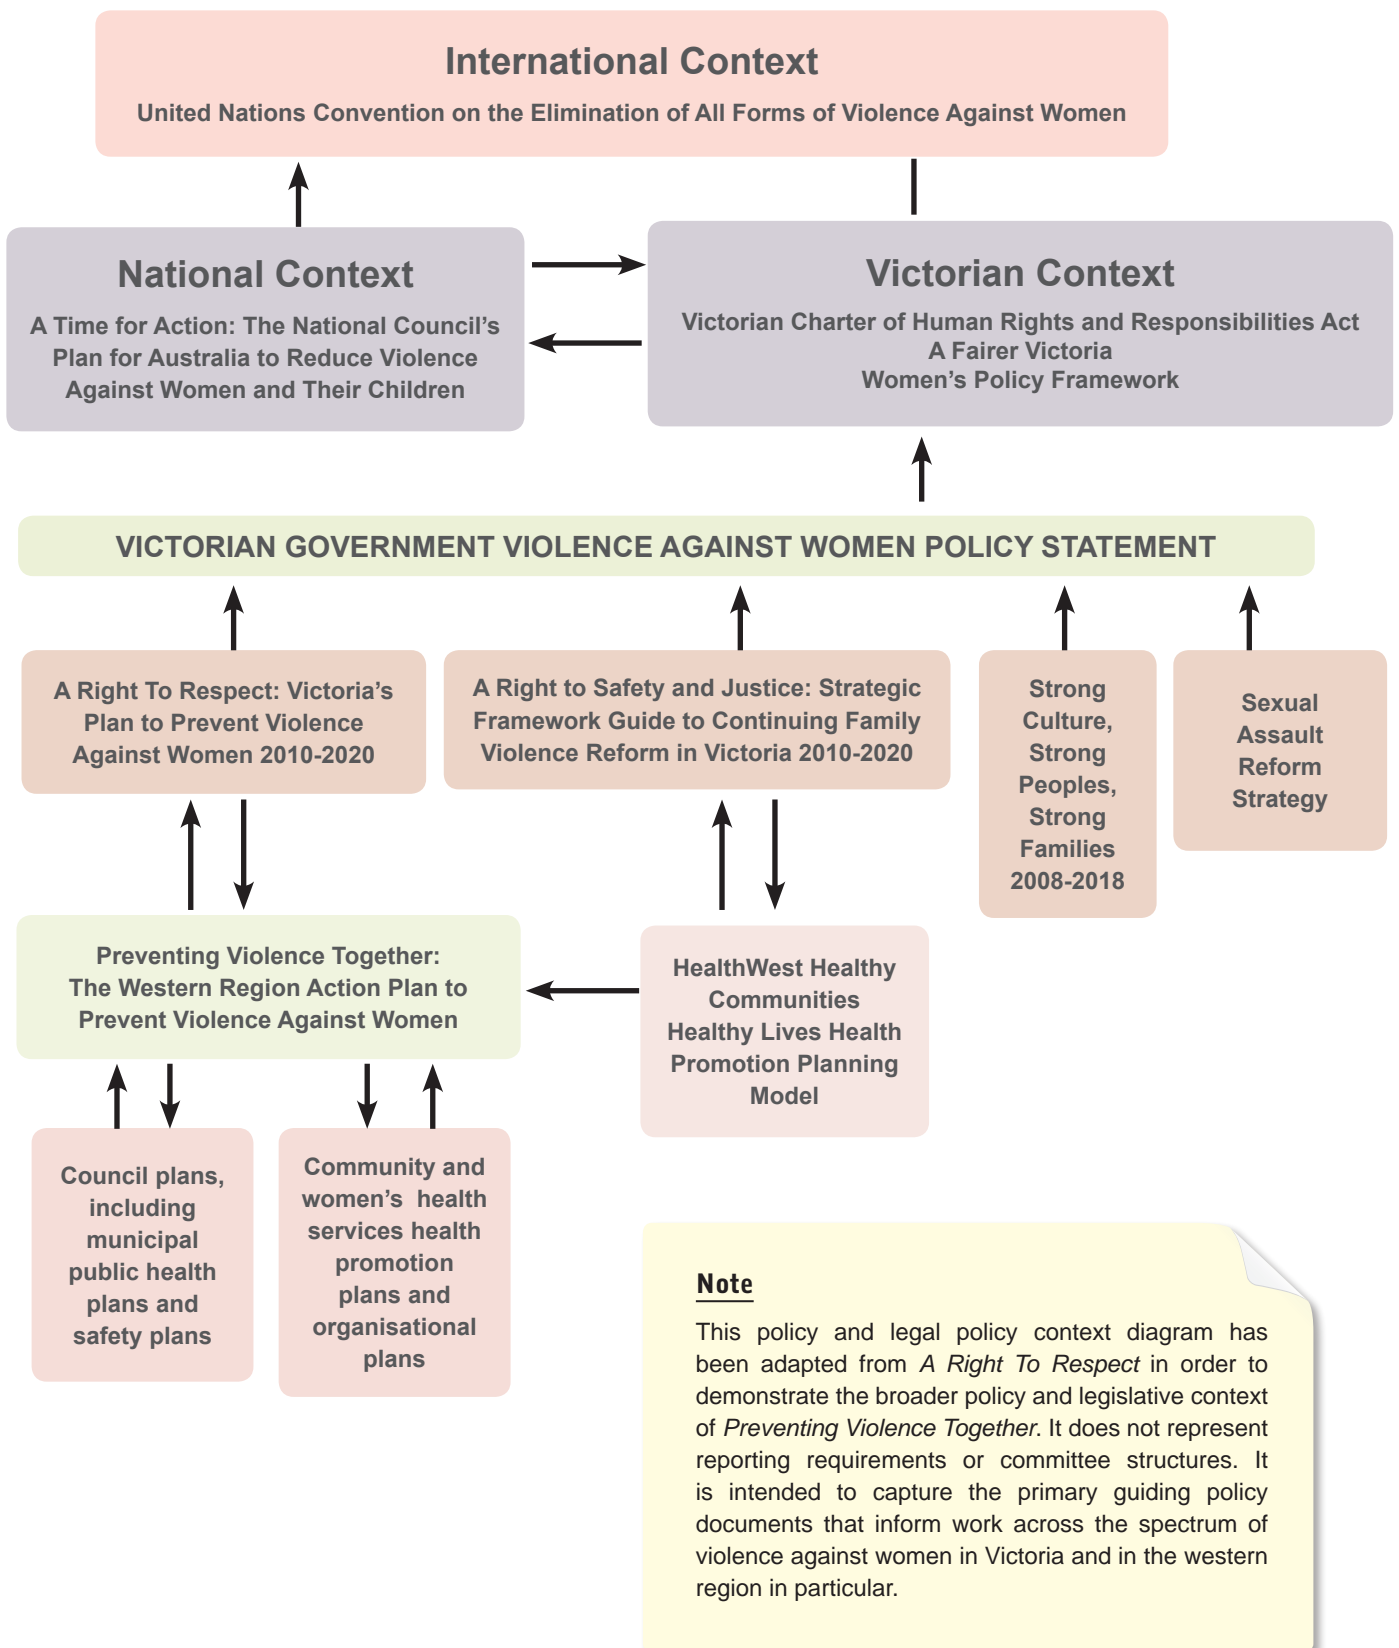 International Context
United Nations Convention on the Elimination of All Forms of Violence Against Women
National Context
A Time for Action: The National Council’s
Plan for Australia to Reduce Violence
Against Women and Their Children
Victorian Context
Victorian Charter of Human Rights and Responsibilities Act
A Fairer Victoria
Women’s Policy Framework
VICTORIAN GOVERNMENT VIOLENCE AGAINST WOMEN POLICY STATEMENT
A Right To Respect: Victoria’s
Plan to Prevent Violence
Against Women 2010-2020
A Right to Safety and Justice: Strategic
Framework Guide to Continuing Family
Violence Reform in Victoria 2010-2020
Strong
Culture,
Strong
Peoples,
Strong
Families
2008-2018
Sexual
Assault
Reform
Strategy
Preventing Violence Together:
The Western Region Action Plan to
Prevent Violence Against Women
HealthWest Healthy
Communities
Healthy Lives Health
Promotion Planning
Model
Council plans,
including
municipal
public health
plans and
safety plans
Community and
women’s health
services health
promotion
plans and
organisational
plans
Note
This policy and legal policy context diagram has
been adapted from A Right To Respect in order to
demonstrate the broader policy and legislative context
of Preventing Violence Together. It does not represent
reporting requirements or committee structures. It
is intended to capture the primary guiding policy
documents that inform work across the spectrum of
violence against women in Victoria and in the western
region in particular.